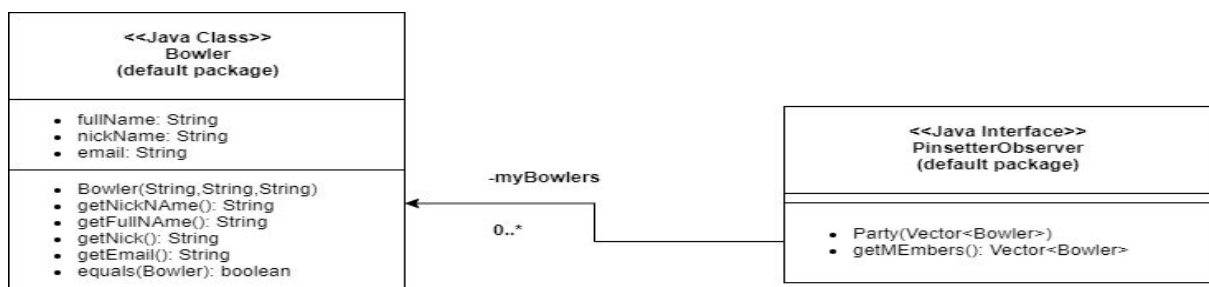 <<Java Class>>
Bowler
(default package)
• fullName: String
• nickName: String
• email: String
• Bowler(String,String,String)
• getNickNAme(): String
• getFullNAme(): String
• getNick(): String
• getEmail(): String
• equals(Bowler): boolean
-myBowlers
0..*
<<Java Interface>>
PinsetterObserver
(default package)
• Party(Vector<Bowler>)
• getMEmbers(): Vector<Bowler>